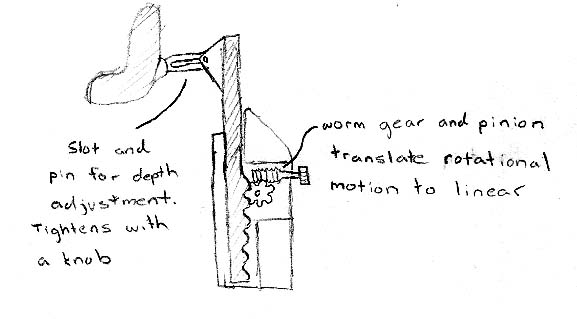 Slot and
pin for depth
adjustment.
Tightens with
a knob
worm gear and pinion
translate rotational
motion to linear